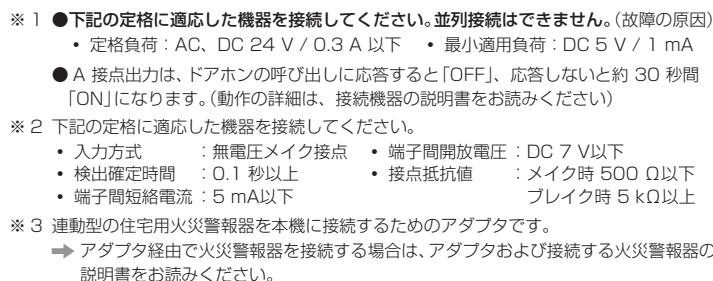 ※ 1 ●下記の定格に適応した機器を接続してください。並列接続はできません。(故障の原因)
• 定格負荷：AC、DC 24 V / 0.3 A 以下 • 最小適用負荷：DC 5 V / 1 mA
● A 接点出力は、ドアホンの呼び出しに応答すると「OFF」、応答しないと約 30 秒間
「ON」になります。(動作の詳細は、接続機器の説明書をお読みください)
※ 2 下記の定格に適応した機器を接続してください。
• 入力方式 ：無電圧メイク接点 • 端子間開放電圧：DC 7 V以下
• 検出確定時間 ：0.1 秒以上 • 接点抵抗値 ：メイク時 500 Ω以下
• 端子間短絡電流：5 mA以下 ブレイク時 5 kΩ以上
※ 3 連動型の住宅用火災警報器を本機に接続するためのアダプタです。
➡ アダプタ経由で火災警報器を接続する場合は、アダプタおよび接続する火災警報器の
説明書をお読みください。